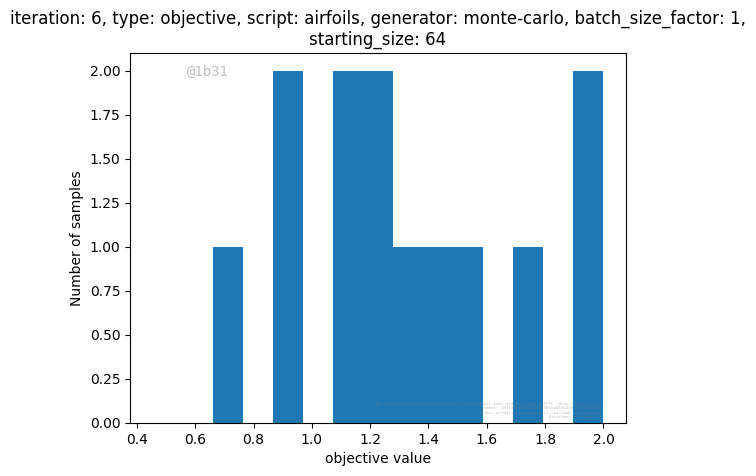 iteration: 6, type: objective, script: airfoils, generator: monte-carlo, batch_size_factor: 1,
starting_size: 64
@1b31
2.00
1.75
1.50
1.25
1.00
0.75
0.50
0.25
0.00
Number of samples
0.4 0.6 0.8 1.0 1.2 1.4 1.6 1.8 2.0
objective value